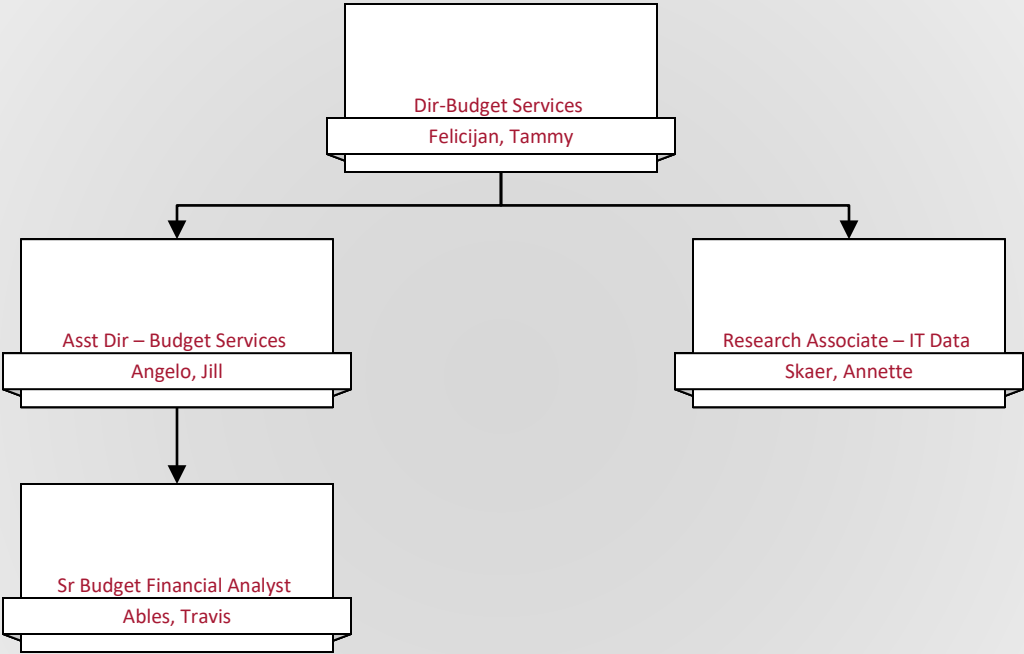 Dir-Budget Services
Felicijan, Tammy
Asst Dir – Budget Services
Angelo, Jill
Research Associate – IT Data
Skaer, Annette
Sr Budget Financial Analyst
Ables, Travis